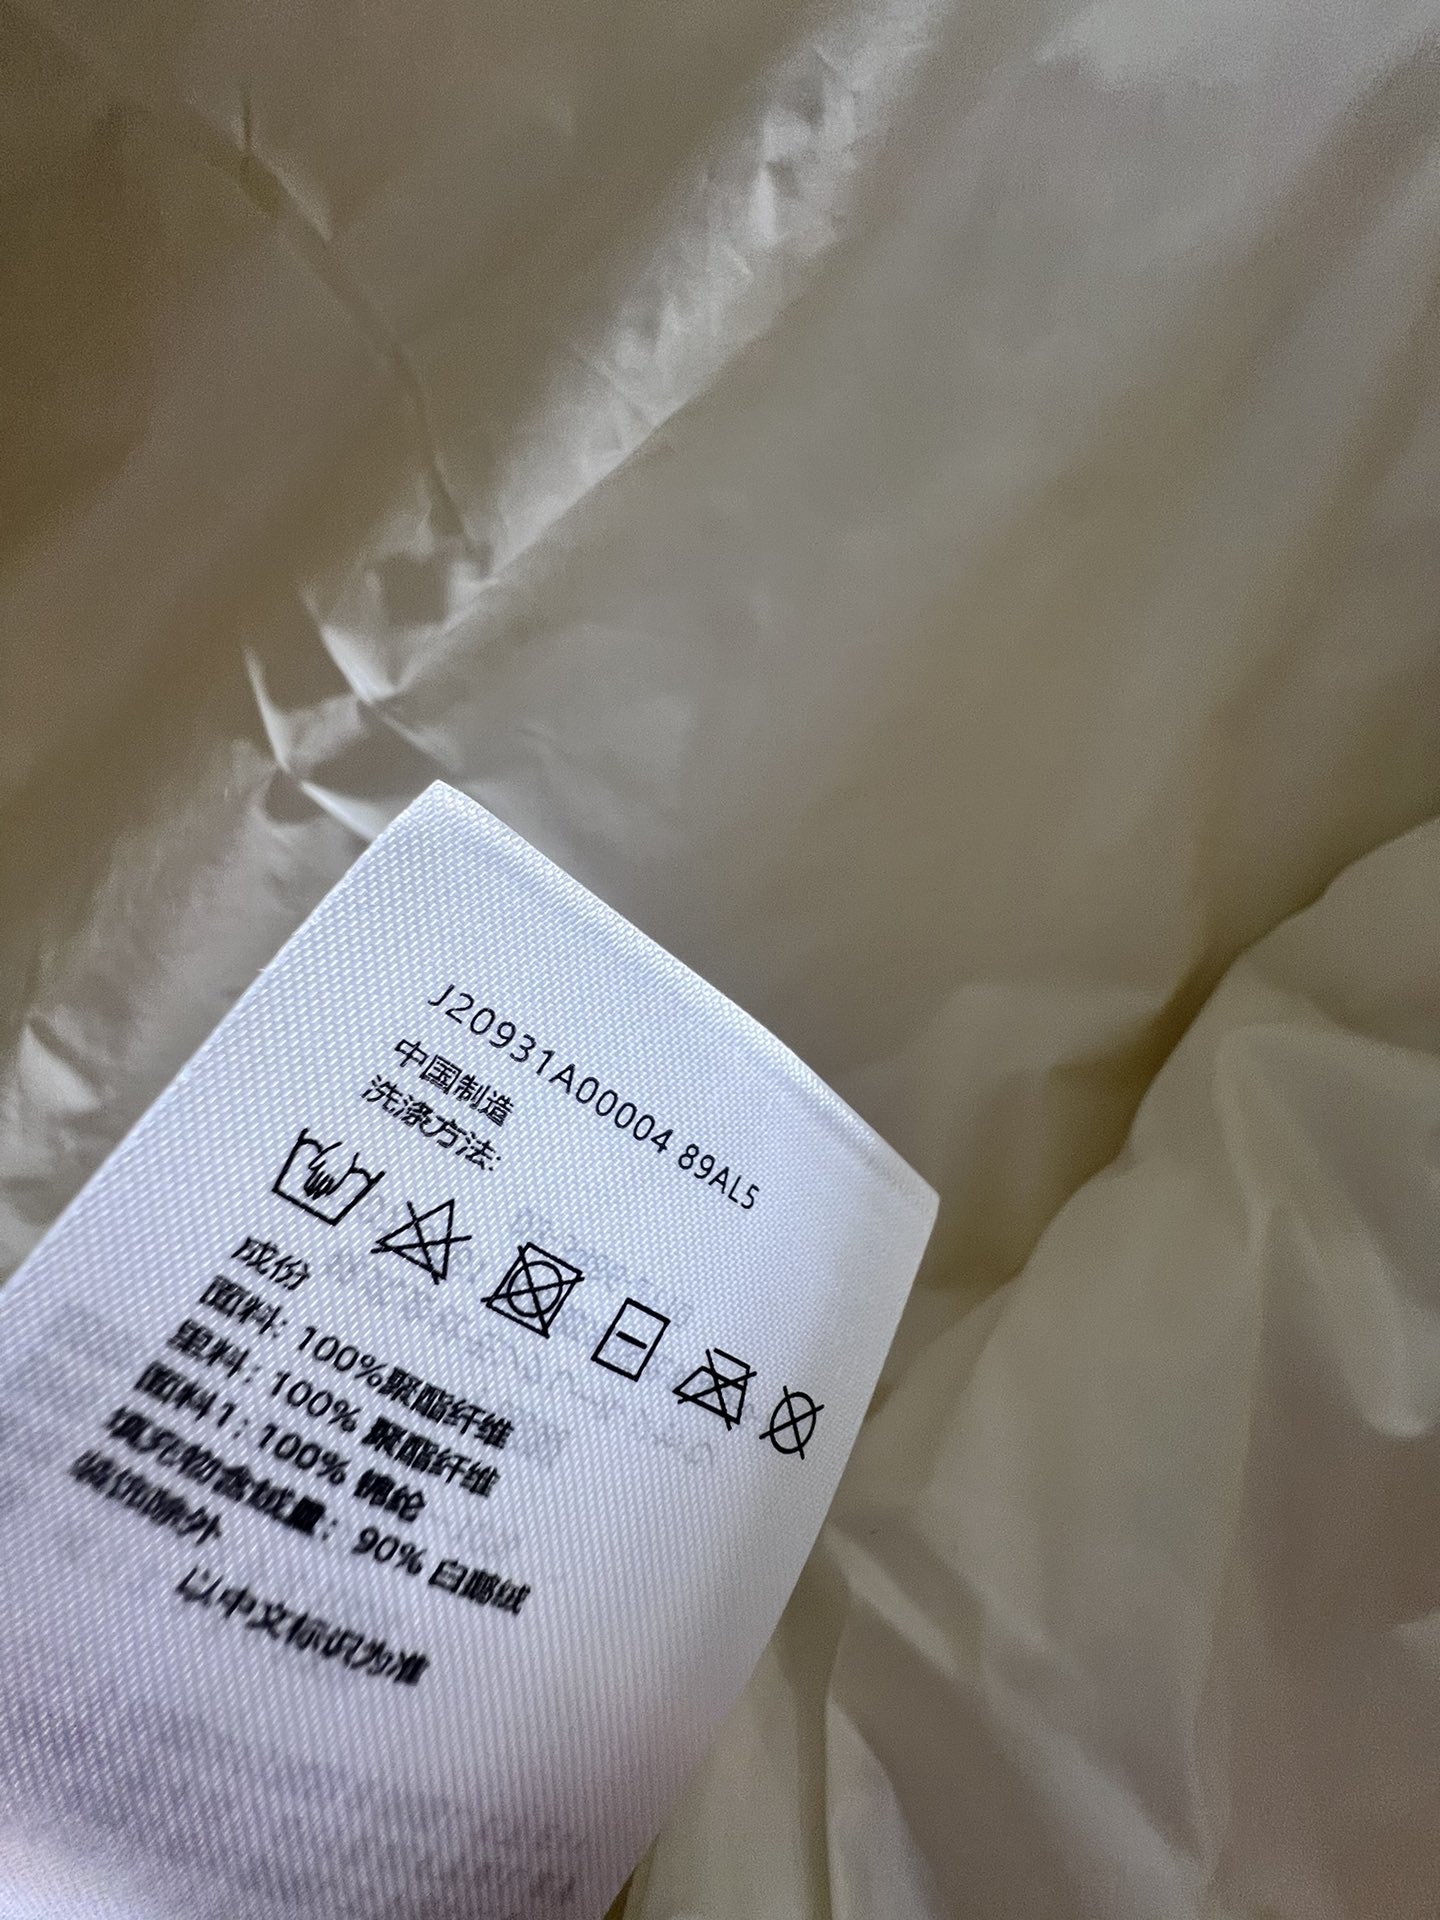 J20931A00004 89AL5
中国制造
洗涤方法:
成份
面料: 100%聚酯纤维
里料: 100% 聚酯纤维
面料1: 100% 锦纶
填充物含绒量: 90% 白鹅绒
绣饰除外
以中文标识为准